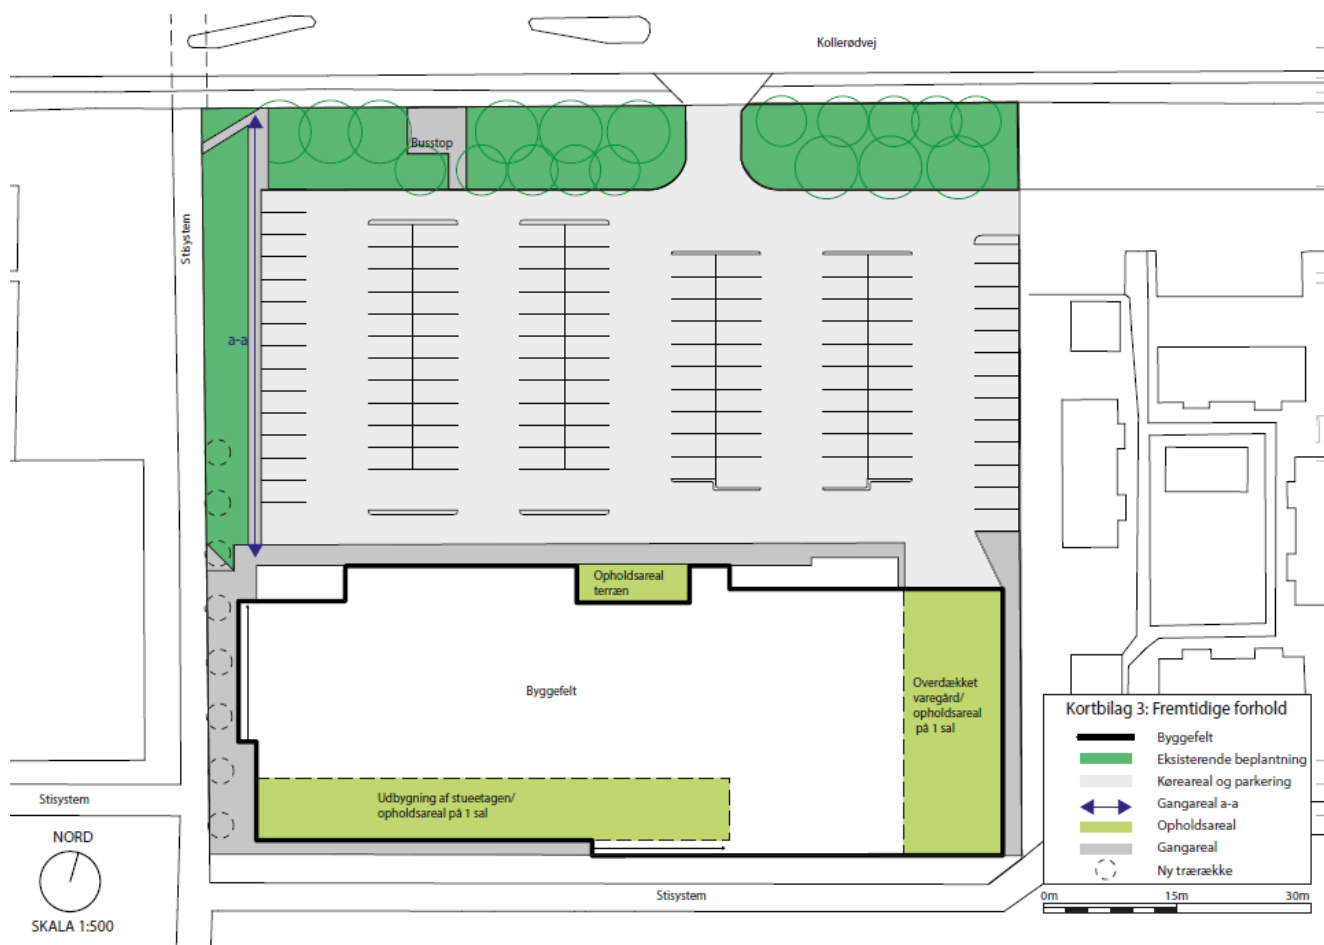 Kollerødvej
Busstop
Stisystem
a-a
Opholdsareal
terræn
Byggefelt
Overdækket
varegård/
opholdsareal
på 1 sal
Udbygning af stueetagen/
opholdsareal på 1 sal
Stisystem
NORD
SKALA 1:500
Stisystem
Kortbilag 3: Fremtidige forhold
Byggefelt
Eksisterende beplantning
Køreareal og parkering
Gangareal a-a
Opholdsareal
Gangareal
Ny trærække
0m 15m 30m